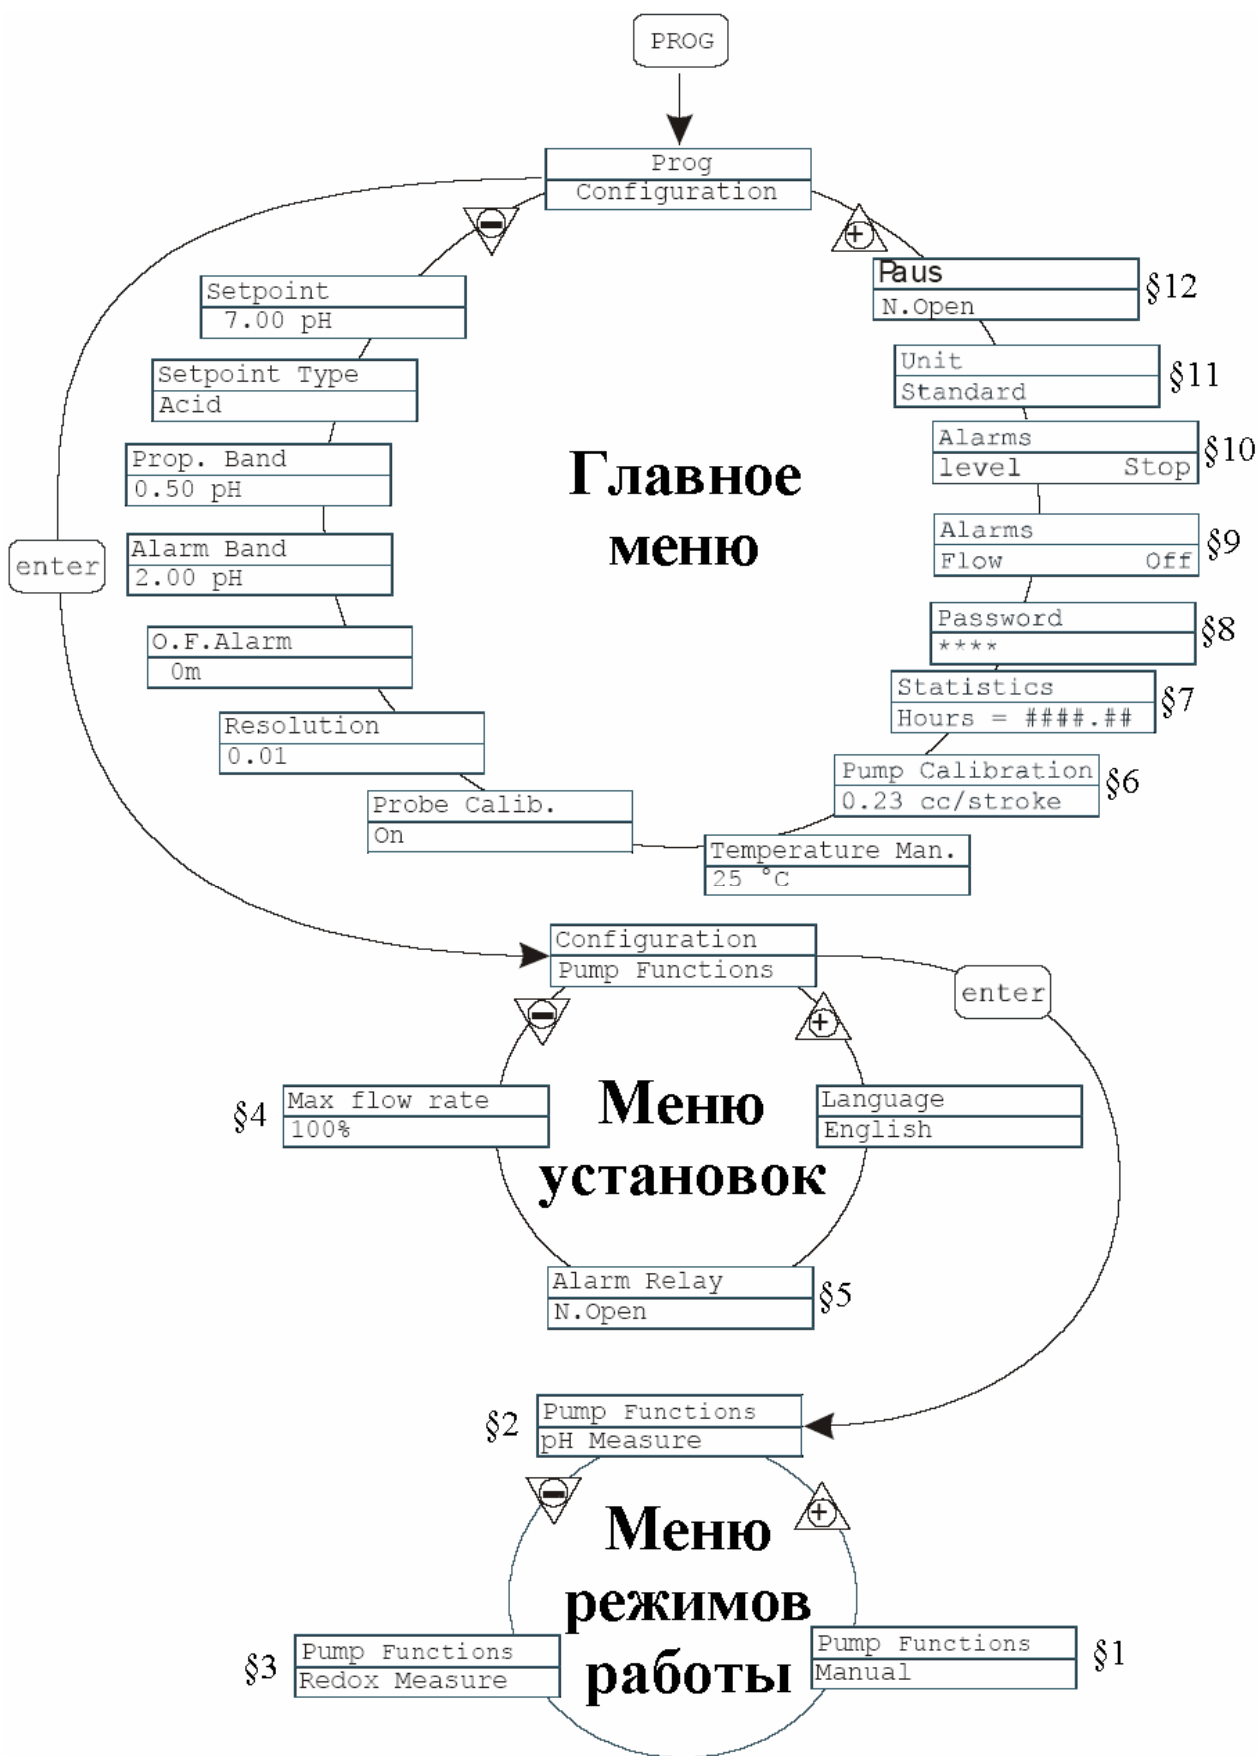 PROG
Prog
Configuration
Setpoint
7.00 pH
Setpoint Type
Acid
Prop. Band
0.50 pH
Alarm Band
2.00 pH
O.F.Alarm
0m
Resolution
0.01
Probe Calib.
On
Temperature Man.
25 °C
Paus
N.Open
§12
Unit
Standard
§11
Alarms
level Stop
§10
Alarms
Flow Off
§9
Password
****
§8
Statistics
Hours = ####.##
§7
Pump Calibration
0.23 cc/stroke
§6
Главное
меню
enter
Configuration
Pump Functions
enter
§4
Max flow rate
100%
Меню
установок
Language
English
Alarm Relay
N.Open
§5
§2
Pump Functions
pH Measure
Меню
режимов
работы
§3
Pump Functions
Redox Measure
Pump Functions
Manual
§1